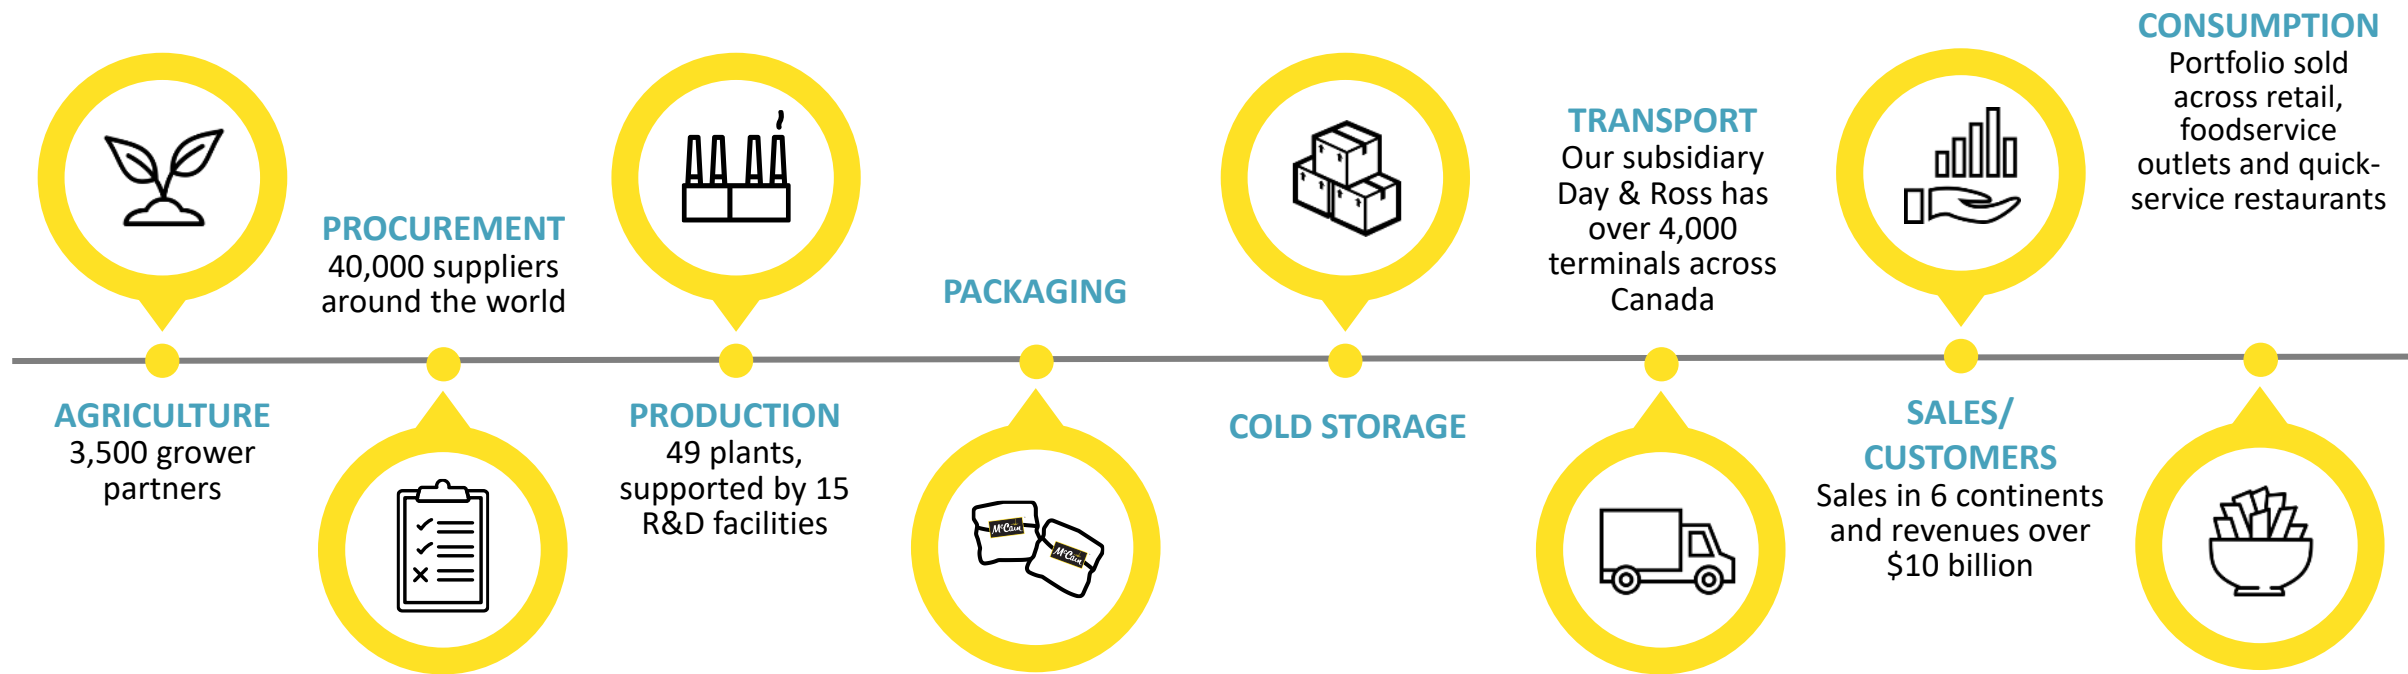 AGRICULTURE
3,500 grower
partners
PROCUREMENT
40,000 suppliers
around the world
PRODUCTION
49 plants,
supported by 15
R&D facilities
PACKAGING
McCain
McCain
COLD STORAGE
TRANSPORT
Our subsidiary
Day & Ross has
over 4,000
terminals across
Canada
SALES/
CUSTOMERS
Sales in 6 continents
and revenues over
$10 billion
CONSUMPTION
Portfolio sold
across retail,
foodservice
outlets and quick-
service restaurants